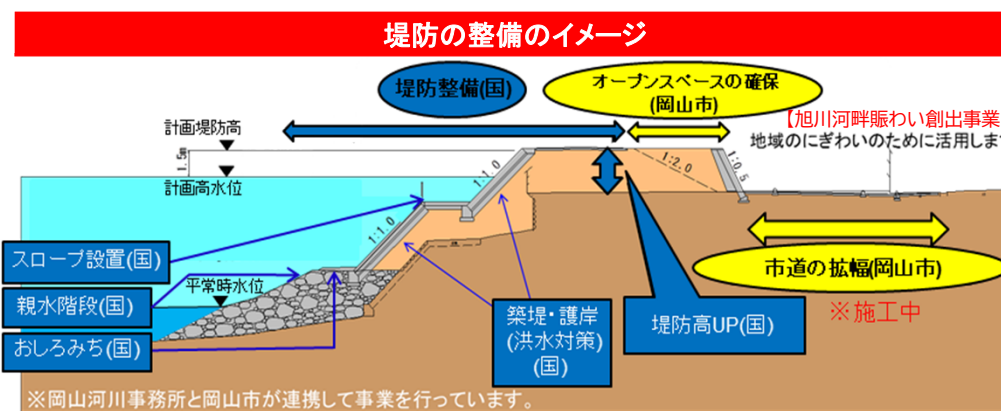 堤防の整備のイメージ
堤防整備(国)
オープンスペースの確保
(岡山市)
【旭川河畔賑わい創出事業
地域のにぎわいのために活用しま
計画堤防高
1.5m
計画高水位
1:1.0
1:2.0
1:0.5
1:1.0
スロープ設置(国)
親水階段(国)
おしろみち(国)
平常時水位
築堤・護岸
(洪水対策)
(国)
堤防高UP(国)
市道の拡幅(岡山市)
※施工中
※岡山河川事務所と岡山市が連携して事業を行っています。